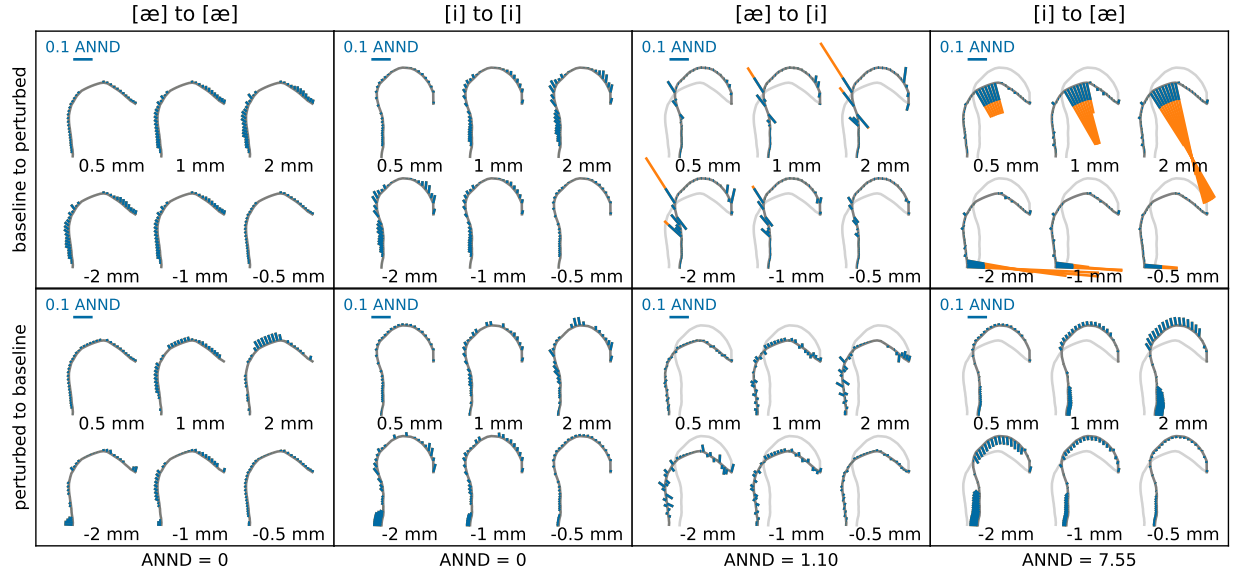 [æ] to [æ] [i] to [i] [æ] to [i] [i] to [æ]
baseline to perturbed
0.1 ANND 0.1 ANND 0.1 ANND 0.1 ANND
0.5 mm 1 mm 2 mm 0.5 mm 1 mm 2 mm 0.5 mm 1 mm 2 mm 0.5 mm 1 mm 2 mm
-2 mm -1 mm -0.5 mm -2 mm -1 mm -0.5 mm -2 mm -1 mm -0.5 mm -2 mm -1 mm -0.5 mm
perturbed to baseline
0.1 ANND 0.1 ANND 0.1 ANND 0.1 ANND
0.5 mm 1 mm 2 mm 0.5 mm 1 mm 2 mm 0.5 mm 1 mm 2 mm 0.5 mm 1 mm 2 mm
-2 mm -1 mm -0.5 mm -2 mm -1 mm -0.5 mm -2 mm -1 mm -0.5 mm -2 mm -1 mm -0.5 mm
ANND = 0 ANND = 0 ANND = 1.10 ANND = 7.55